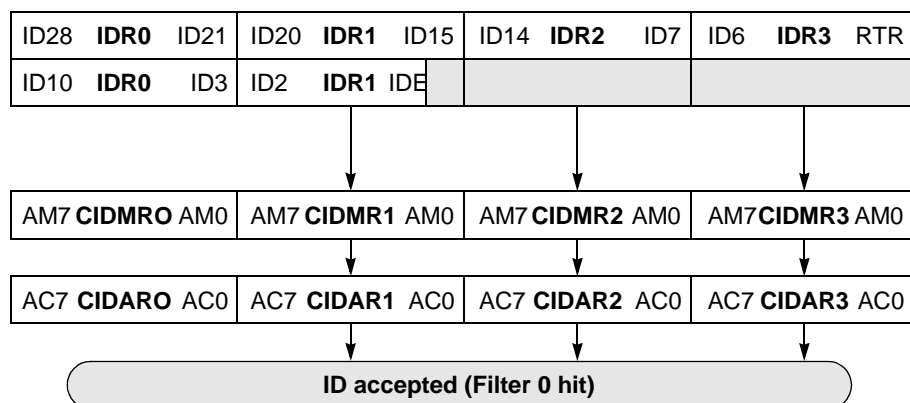 ID28 IDR0 ID21 ID20 IDR1 ID15 ID14 IDR2 ID7 ID6 IDR3 RTR
ID10 IDR0 ID3 ID2 IDR1 IDE
AM7 CIDMRO AM0 AM7 CIDMR1 AM0 AM7 CIDMR2 AM0 AM7 CIDMR3 AM0
AC7 CIDARO AC0 AC7 CIDAR1 AC0 AC7 CIDAR2 AC0 AC7 CIDAR3 AC0
ID accepted (Filter 0 hit)